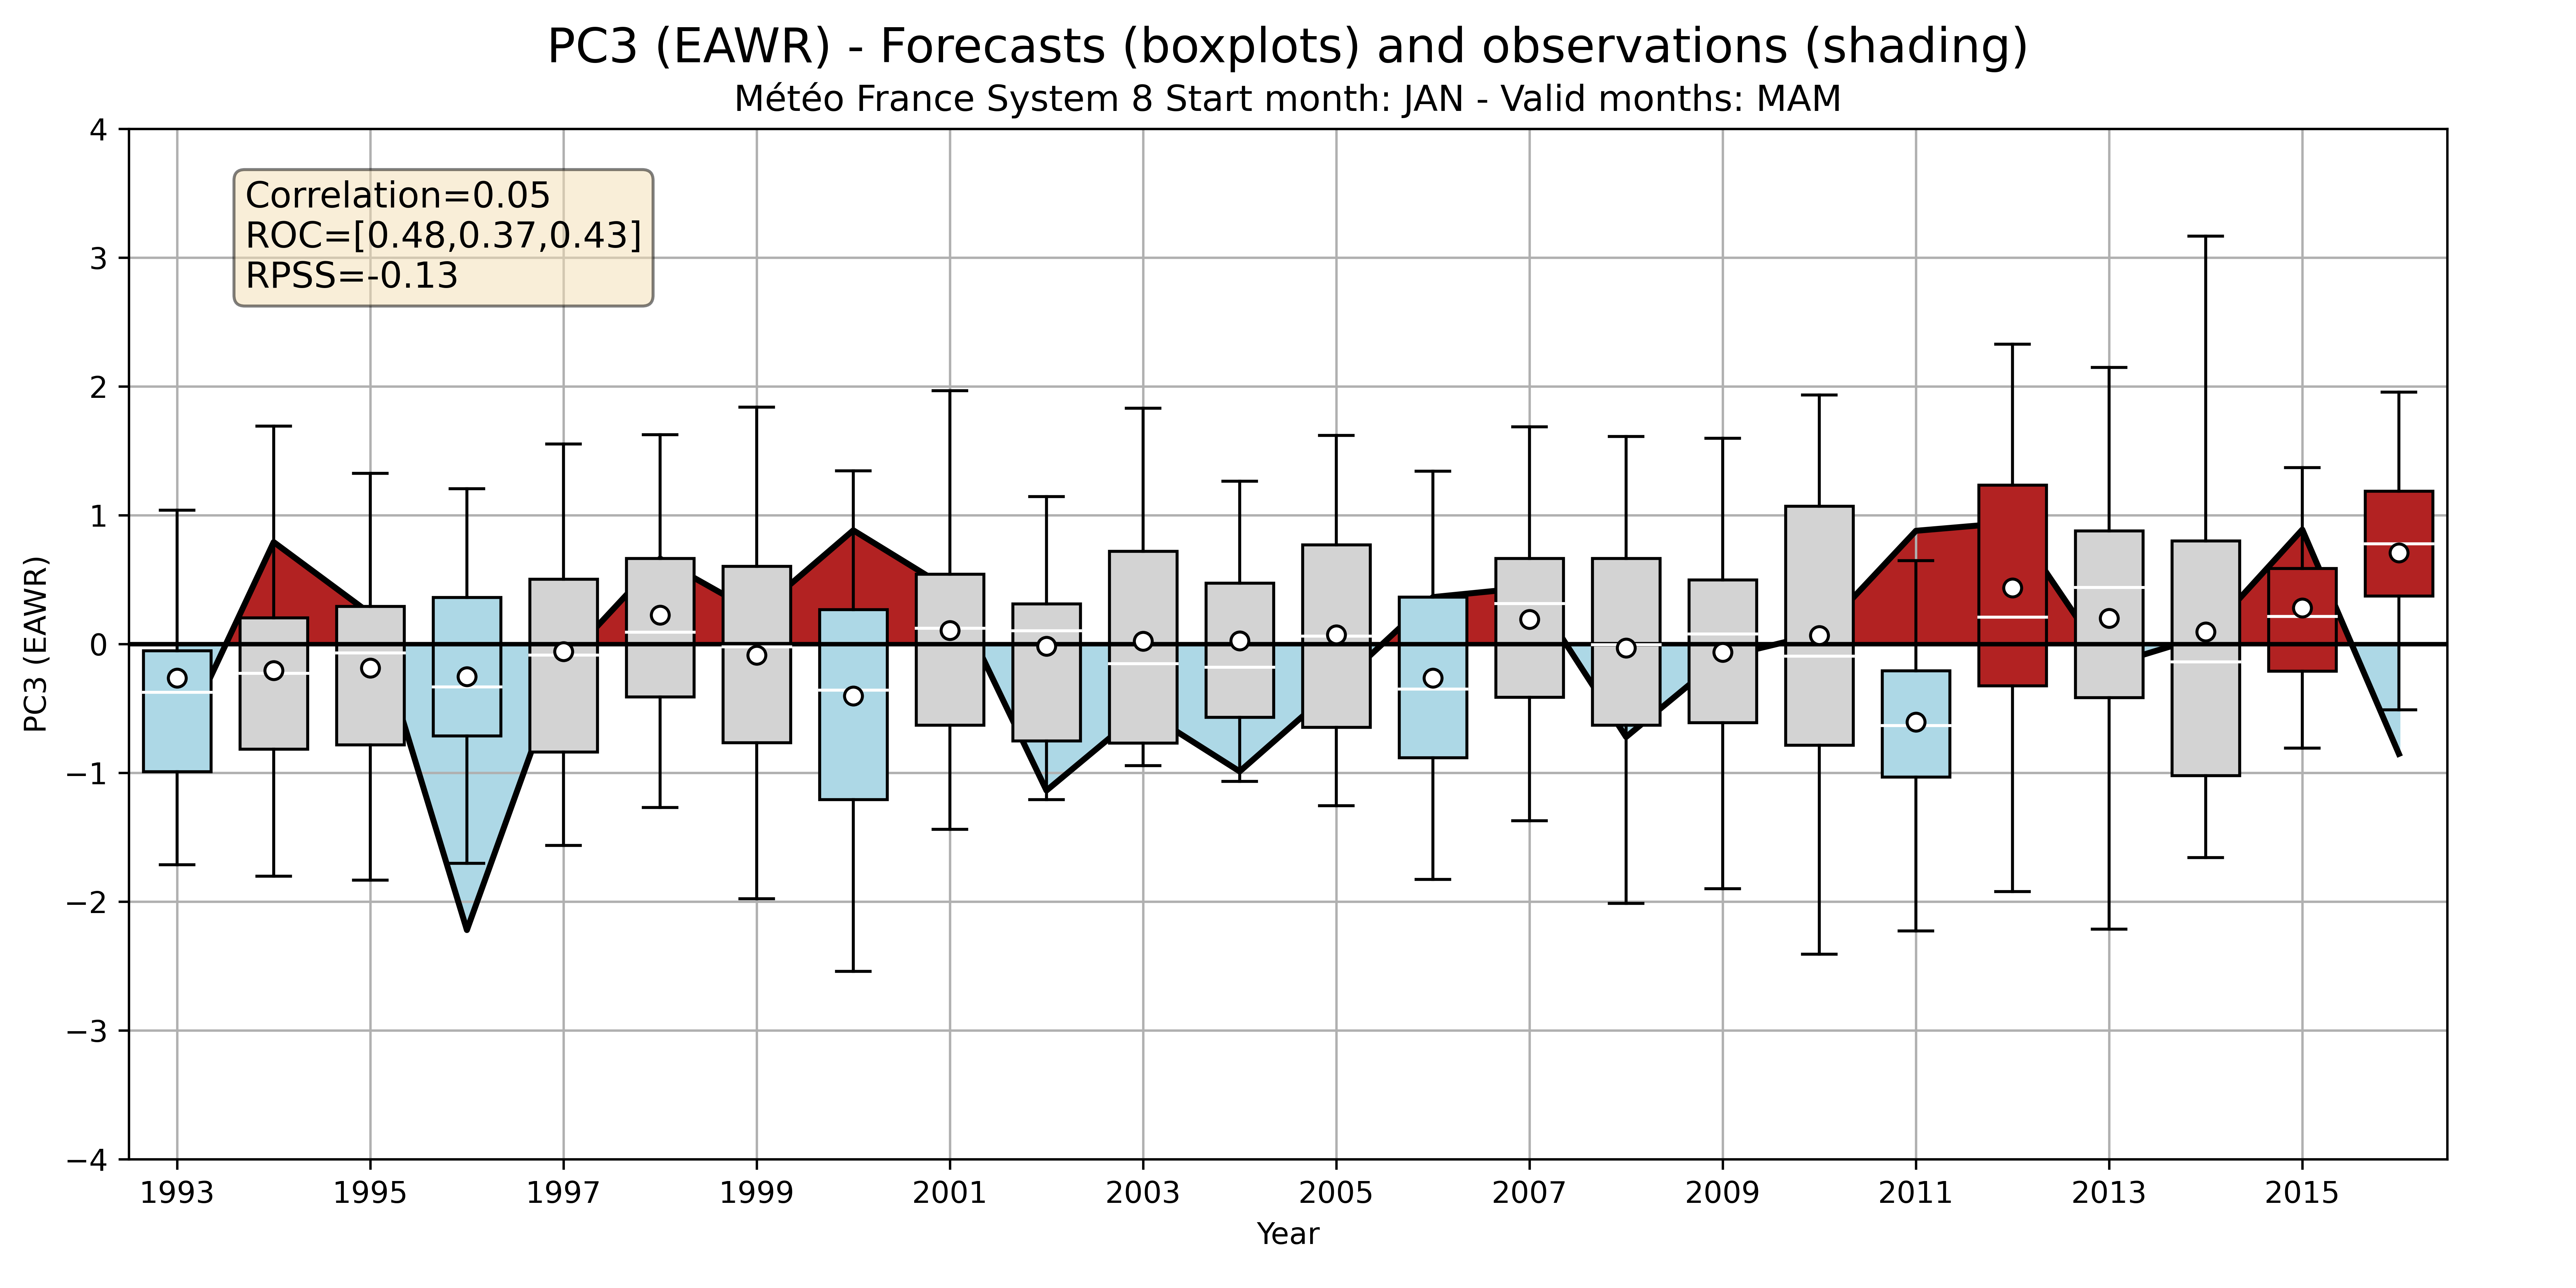 PC3 (EAWR) - Forecasts (boxplots) and observations (shading)
Météo France System 8 Start month: JAN - Valid months: MAM
Correlation=0.05
ROC=[0.48,0.37,0.43]
RPSS=-0.13
PC3 (EAWR)
4
3
2
1
0
−1
−2
−3
−4
1993 1995 1997 1999 2001 2003 2005 2007 2009 2011 2013 2015
Year